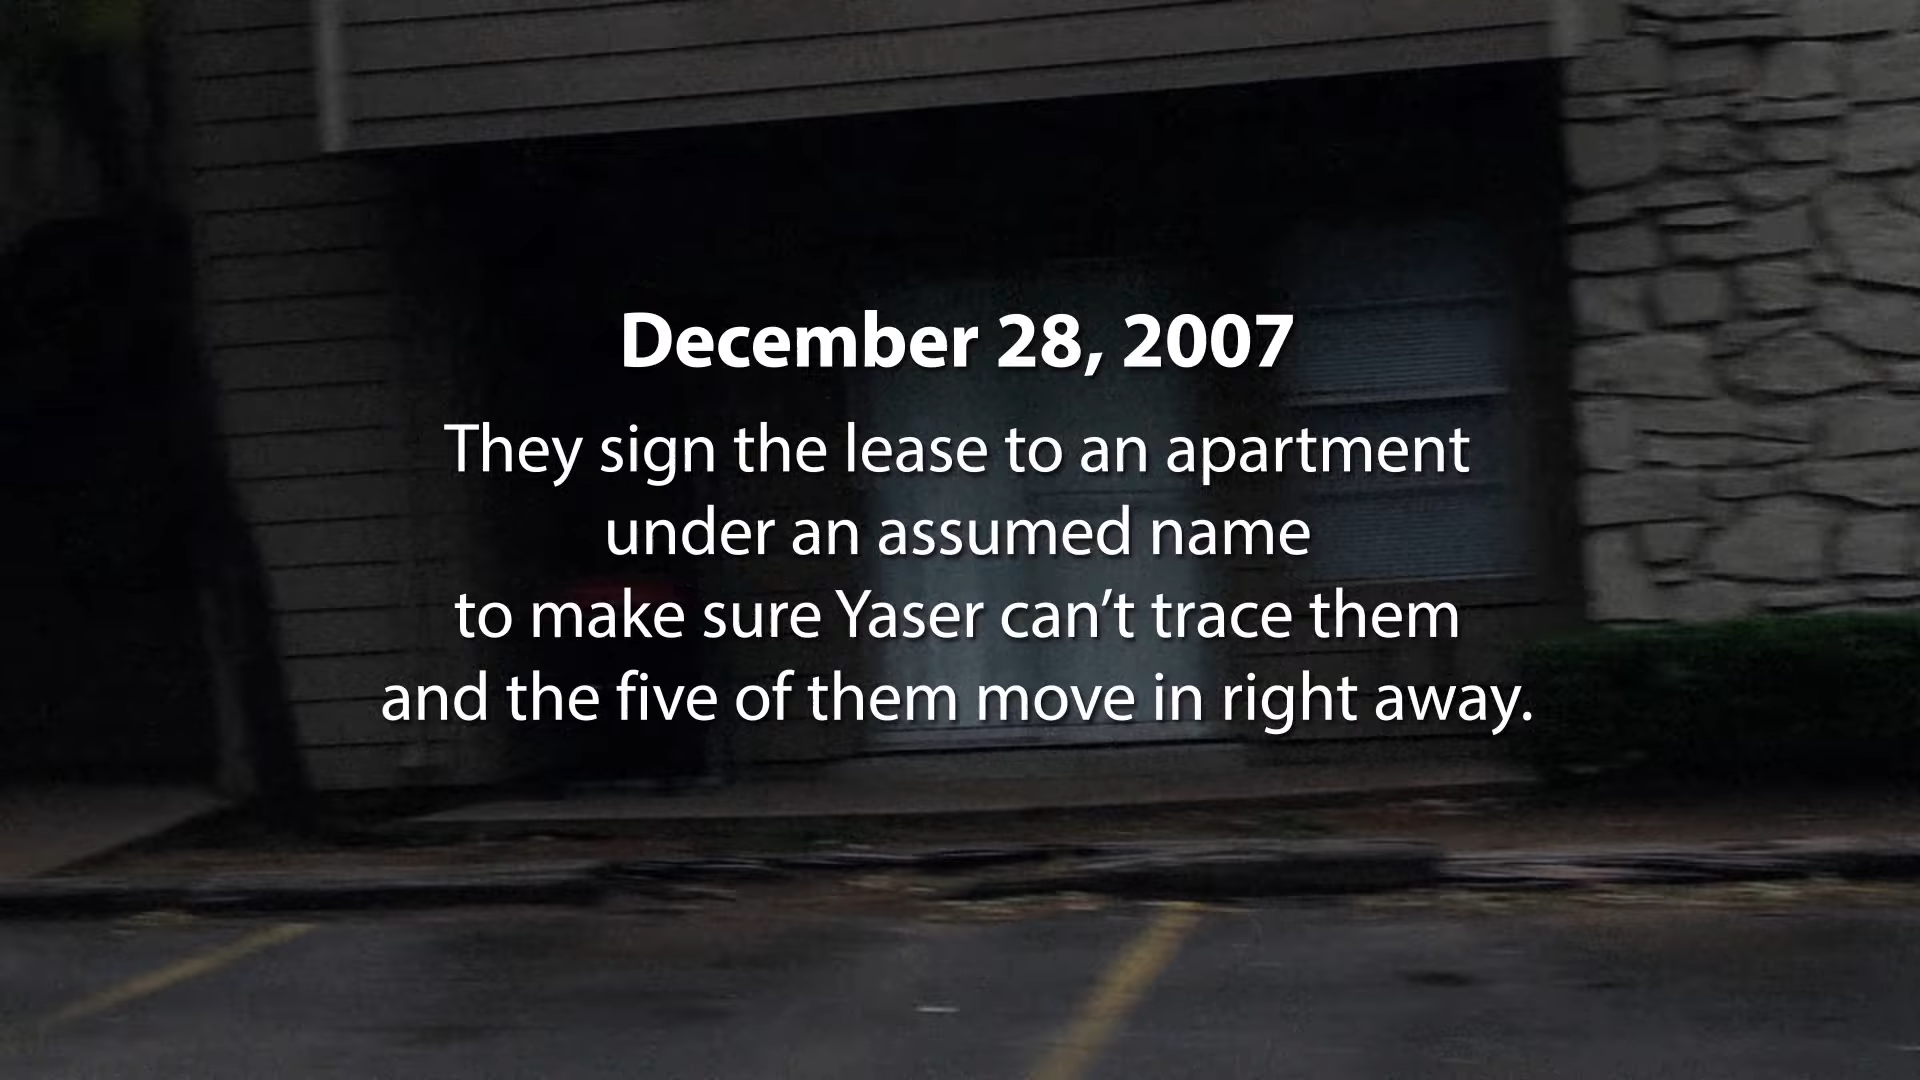 December 28, 2007
They sign the lease to an apartment
under an assumed name
to make sure Yaser can’t trace them
and the five of them move in right away.